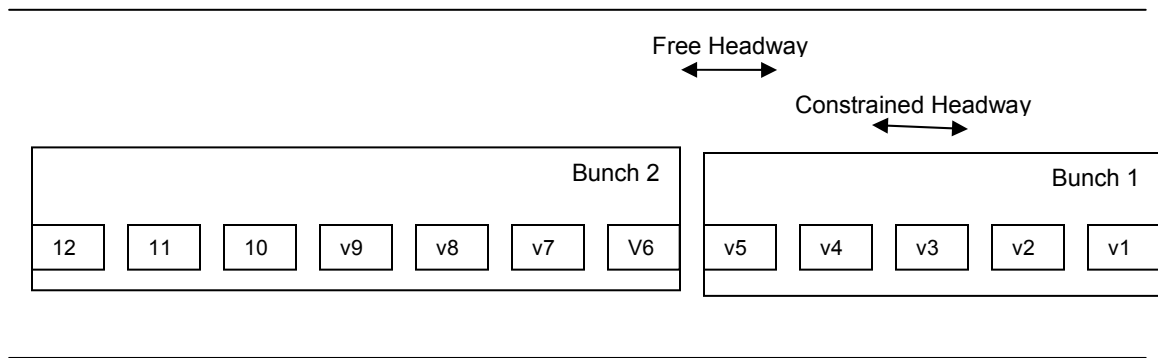 Free Headway
Constrained Headway
Bunch 2
Bunch 1
12 11 10 v9 v8 v7 V6 v5 v4 v3 v2 v1